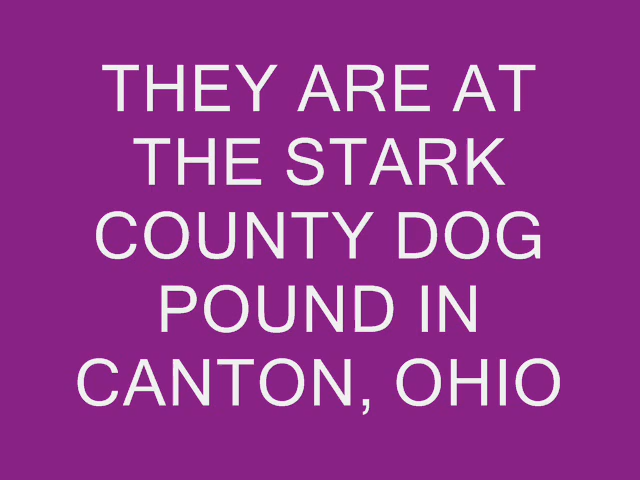 THEY ARE AT
THE STARK
COUNTY DOG
POUND IN
CANTON, OHIO